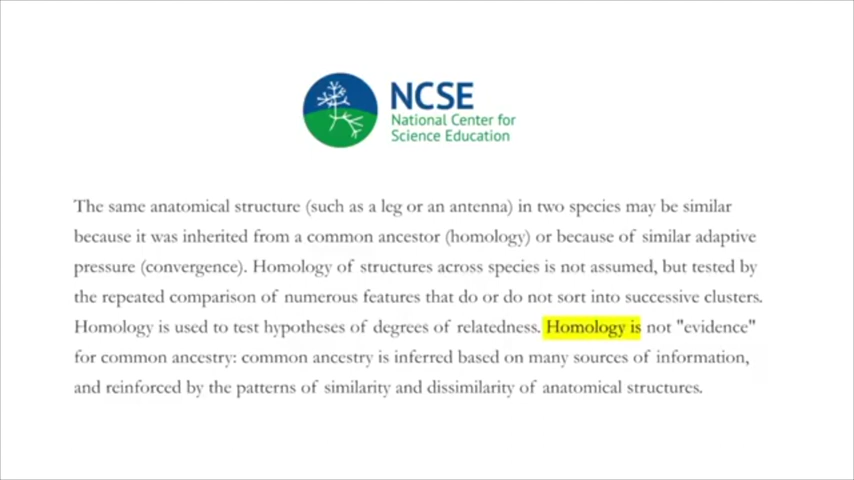 NCSE
National Center for
Science Education
The same anatomical structure (such as a leg or an antenna) in two species may be similar
because it was inherited from a common ancestor (homology) or because of similar adaptive
pressure (convergence). Homology of structures across species is not assumed, but tested by
the repeated comparison of numerous features that do or do not sort into successive clusters.
Homology is used to test hypotheses of degrees of relatedness. Homology is not "evidence"
for common ancestry: common ancestry is inferred based on many sources of information,
and reinforced by the patterns of similarity and dissimilarity of anatomical structures.